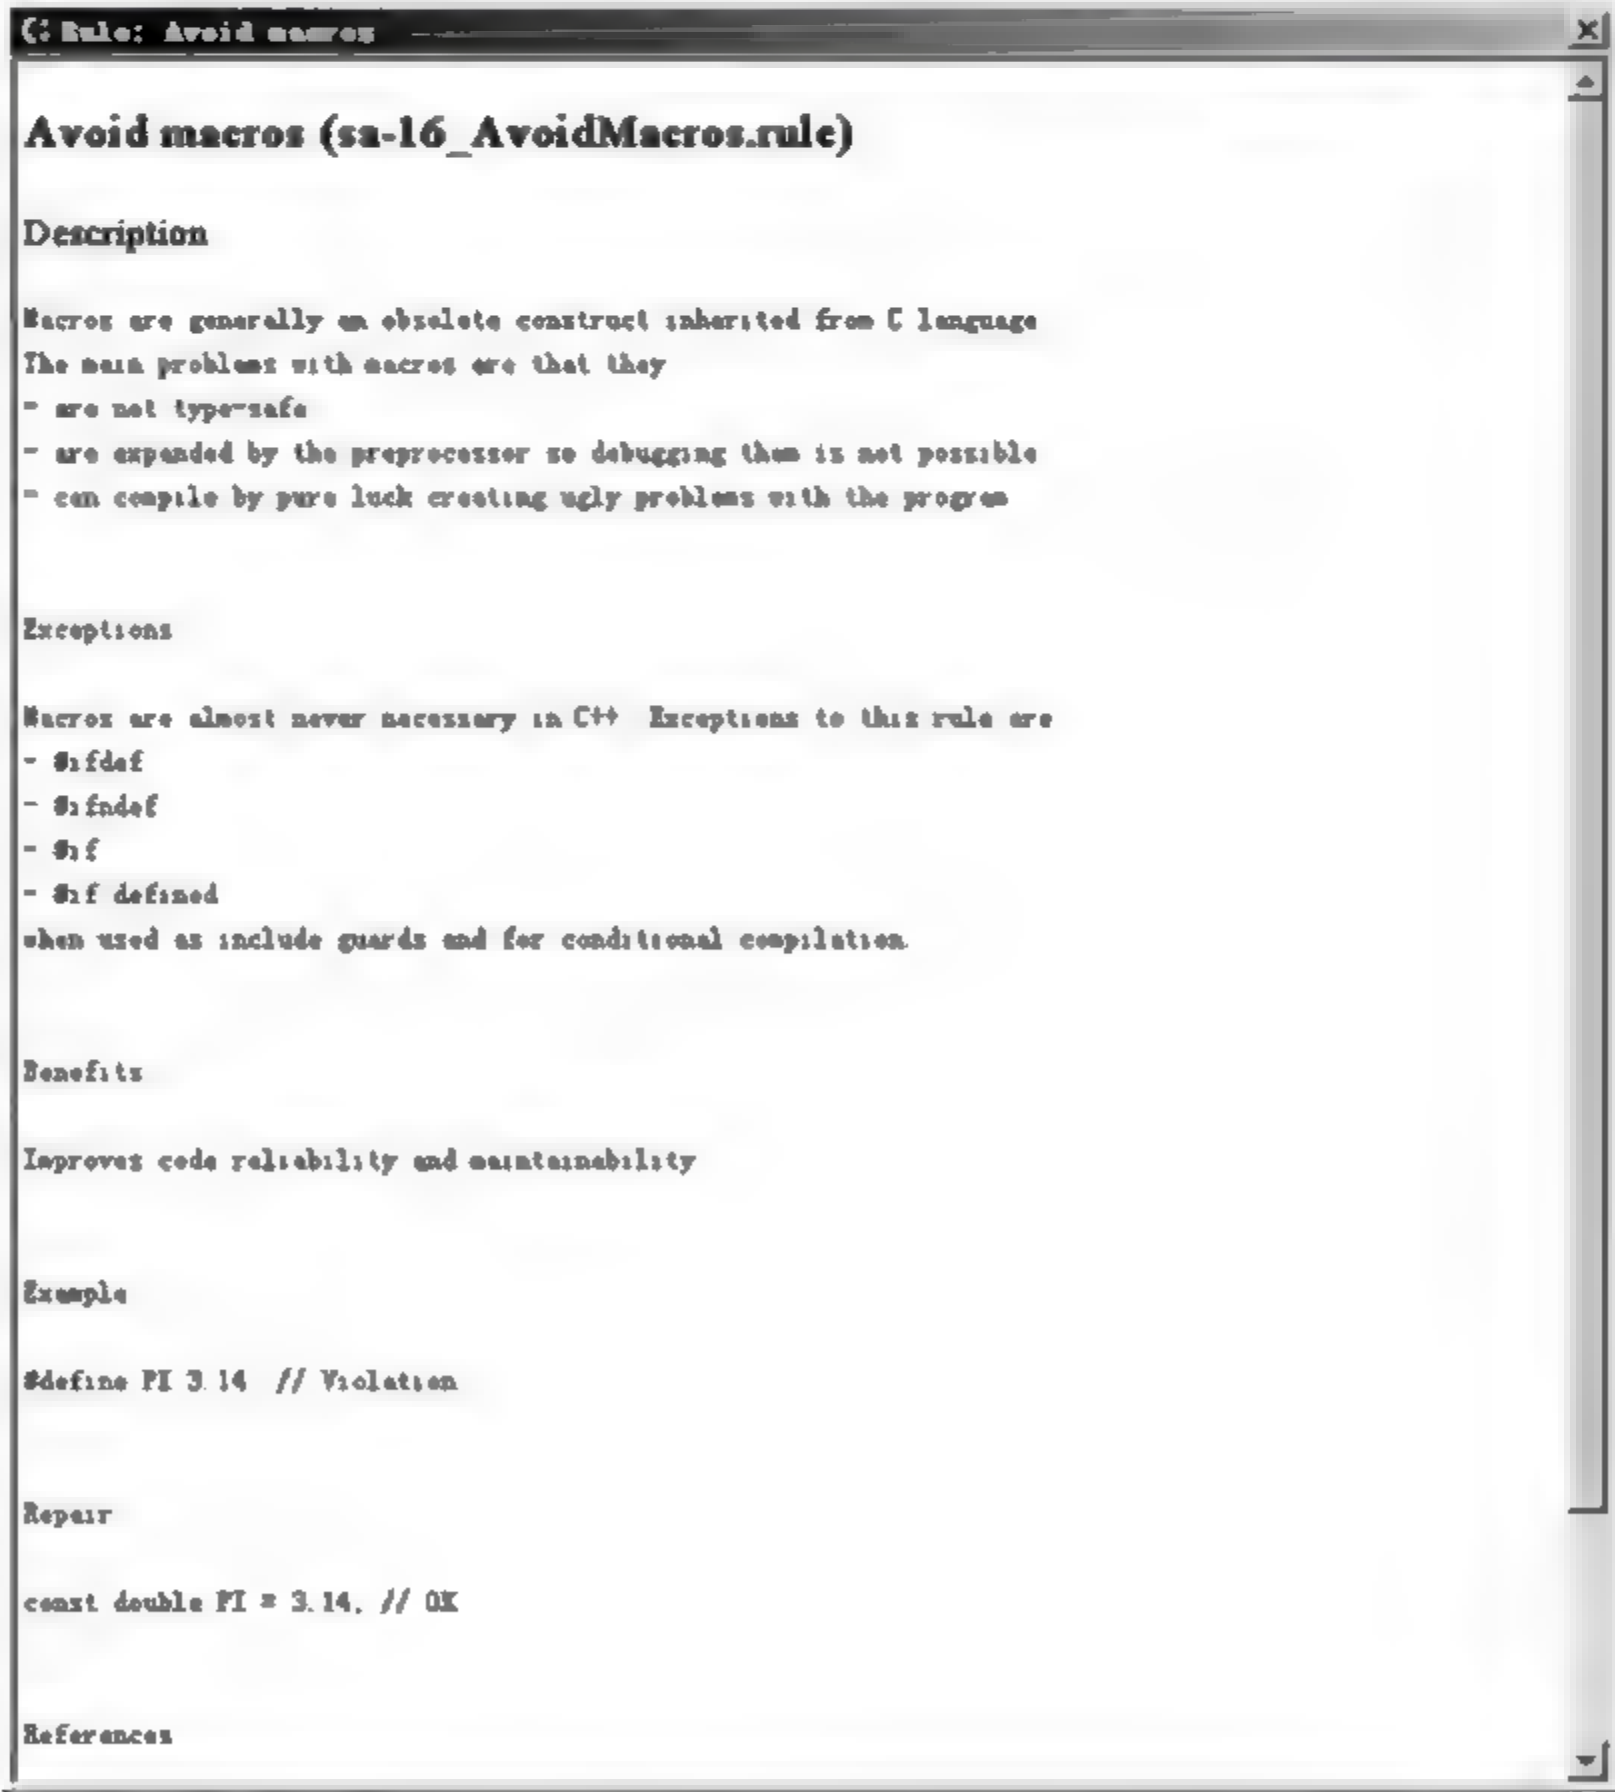 Rule: Avoid macros
Avoid macros (sa-16_AvoidMacros.rule)
Description
Macros are generally an obsolete construct inherited from C language
The main problems with macros are that they
- are not type-safe
- are expanded by the preprocessor so debugging them is not possible
- can compile by pure luck creating ugly problems with the program
Exceptions
Macros are almost never necessary in C++ Exceptions to this rule are
- #ifdef
- #ifndef
- #if
- #if defined
when used as include guards and for conditional compilation.
Benefits
Improves code reliability and maintainability
Example
#define PI 3.14 // Violation
Repair
const double PI = 3.14; // OK
References